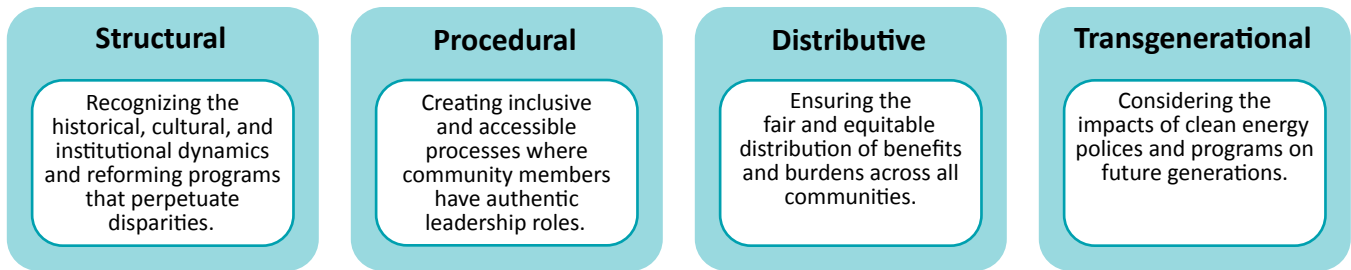 Structural
Recognizing the
historical, cultural, and
institutional dynamics
and reforming programs
that perpetuate
disparities.
Procedural
Creating inclusive
and accessible
processes where
community members
have authentic
leadership roles.
Distributive
Ensuring the
fair and equitable
distribution of benefits
and burdens across all
communities.
Transgenerational
Considering the
impacts of clean energy
polices and programs on
future generations.